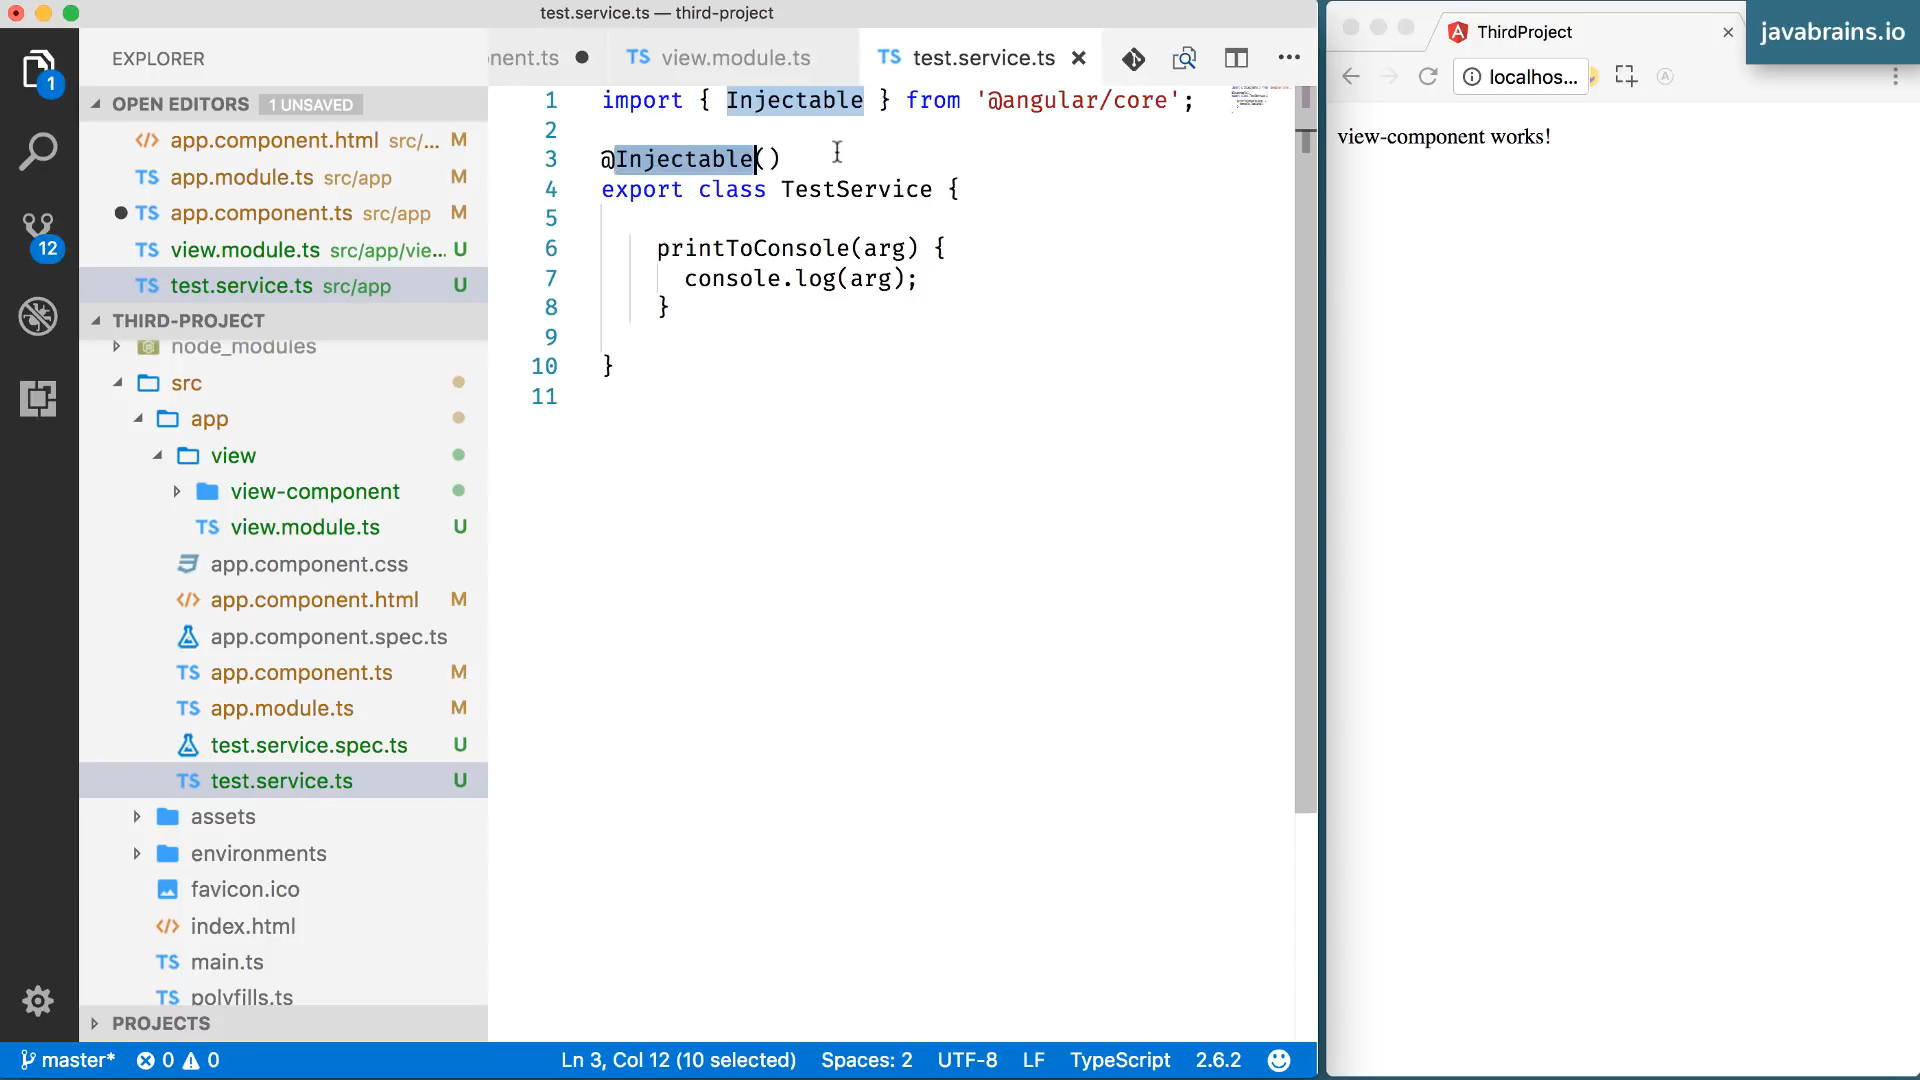 test.service.ts — third-project
EXPLORER
OPEN EDITORS 1 UNSAVED
app.component.html src/... M
TS app.module.ts src/app M
TS app.component.ts src/app M
TS view.module.ts src/app/vie... U
TS test.service.ts src/app U
THIRD-PROJECT
node_modules
src
app
view
view-component
TS view.module.ts U
app.component.css
app.component.html M
app.component.spec.ts
TS app.component.ts M
TS app.module.ts M
test.service.spec.ts U
TS test.service.ts U
assets
environments
favicon.ico
index.html
TS main.ts
TS polyfills.ts
PROJECTS
1
12
nent.ts
TS view.module.ts
TS test.service.ts
1 import { Injectable } from '@angular/core';
2
3 @Injectable()
4 export class TestService {
5
6 printToConsole(arg) {
7 console.log(arg);
8 }
9
10 }
11
master* 0 0
Ln 3, Col 12 (10 selected) Spaces: 2 UTF-8 LF TypeScript 2.6.2
ThirdProject
localhos...
javabrains.io
view-component works!